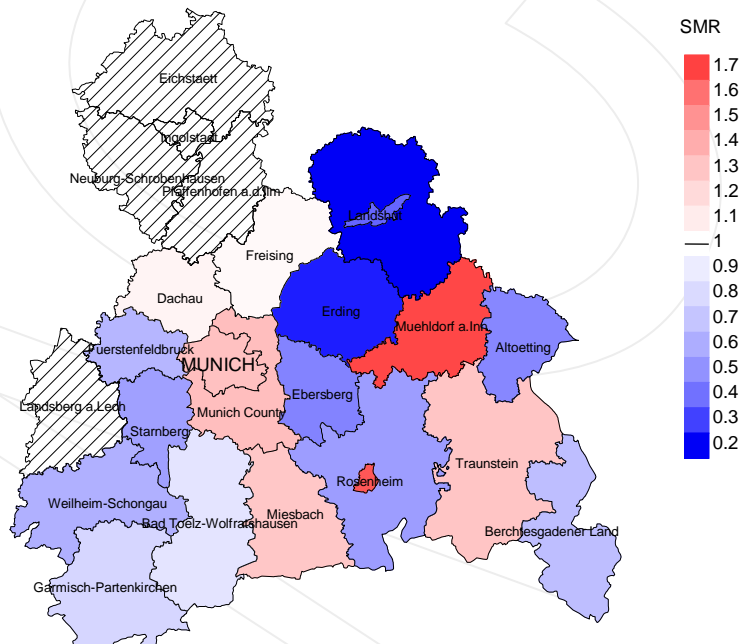 SMR
1.7
1.6
1.5
1.4
1.3
1.2
1.1
1
0.9
0.8
0.7
0.6
0.5
0.4
0.3
0.2
Eichstaett
Ingolstadt
Neuburg-Schrobenhausen
Pfaffenhofen a.d.Ilm
Landshut
Freising
Dachau
Erding
Muehldorf a.Inn
Altoetting
Fuerstenfeldbruck
MUNICH
Ebersberg
Landsberg a.Lech
Munich County
Starnberg
Traunstein
Rosenheim
Weilheim-Schongau
Miesbach
Bad Toelz-Wolfratshausen
Berchtesgadener Land
Garmisch-Partenkirchen